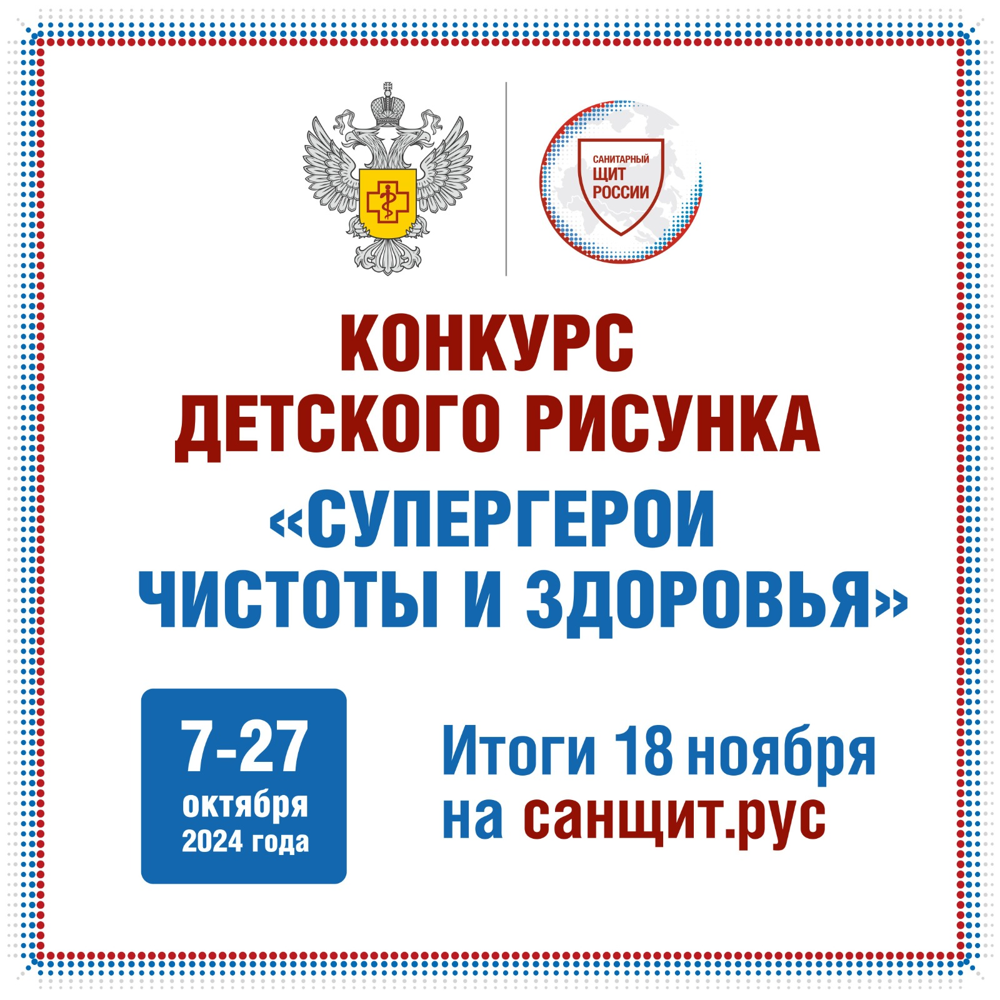 САНИТАРНЫЙ
ЩИТ
РОССИИ
КОНКУРС
ДЕТСКОГО РИСУНКА
«СУПЕРГЕРОИ
ЧИСТОТЫ И ЗДОРОВЬЯ»
7-27
октября
2024 года
Итоги 18 ноября
на санщит.рус